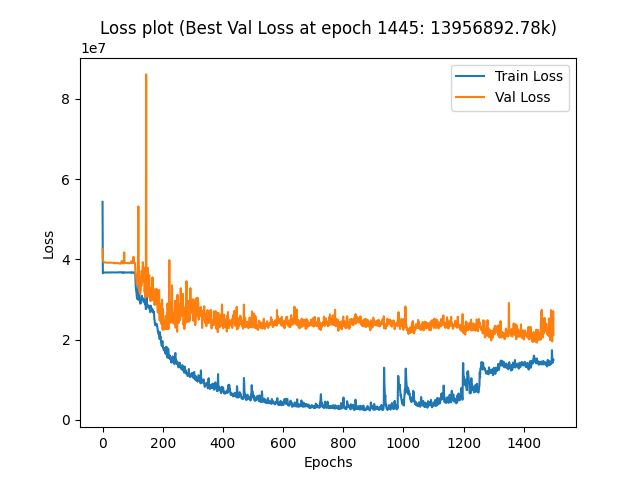 Loss plot (Best Val Loss at epoch 1445: 13956892.78k)
1e7
Train Loss
Val Loss
8
6
4
2
0
Loss
0 200 400 600 800 1000 1200 1400
Epochs